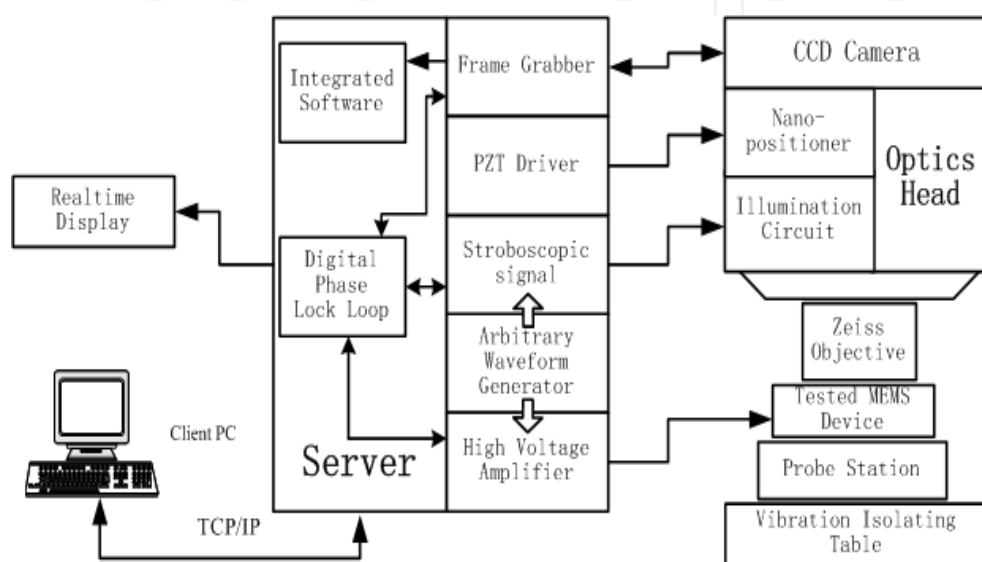 Integrated
Software
Frame Grabber
CCD Camera
PZT Driver
Nano-
positioner
Optics
Head
Realtime
Display
Digital
Phase
Lock Loop
Stroboscopic
signal
Illumination
Circuit
Arbitrary
Waveform
Generator
Zeiss
Objective
Tested MEMS
Device
Client PC
Server
High Voltage
Amplifier
Probe Station
TCP/IP
Vibration Isolating
Table